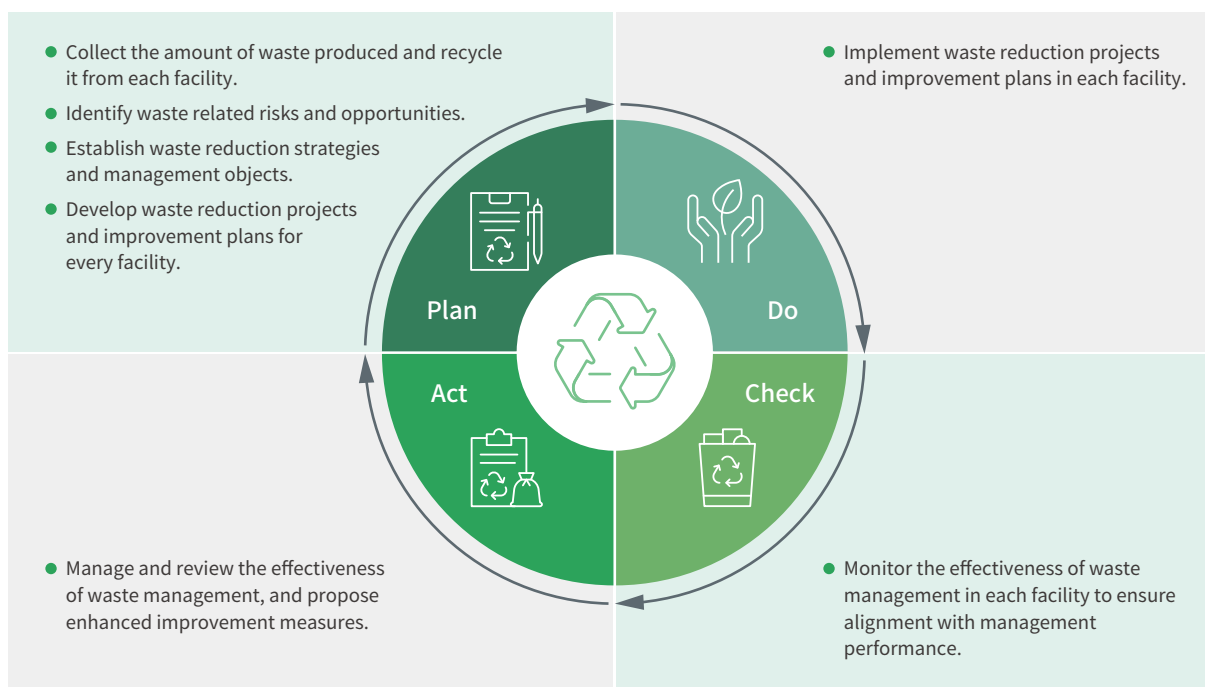 Collect the amount of waste produced and recycle
it from each facility.
Identify waste related risks and opportunities.
Establish waste reduction strategies
and management objects.
Develop waste reduction projects
and improvement plans for
every facility.
Plan
Implement waste reduction projects
and improvement plans in each facility.
Do
Act
Manage and review the effectiveness
of waste management, and propose
enhanced improvement measures.
Check
Monitor the effectiveness of waste
management in each facility to ensure
alignment with management
performance.